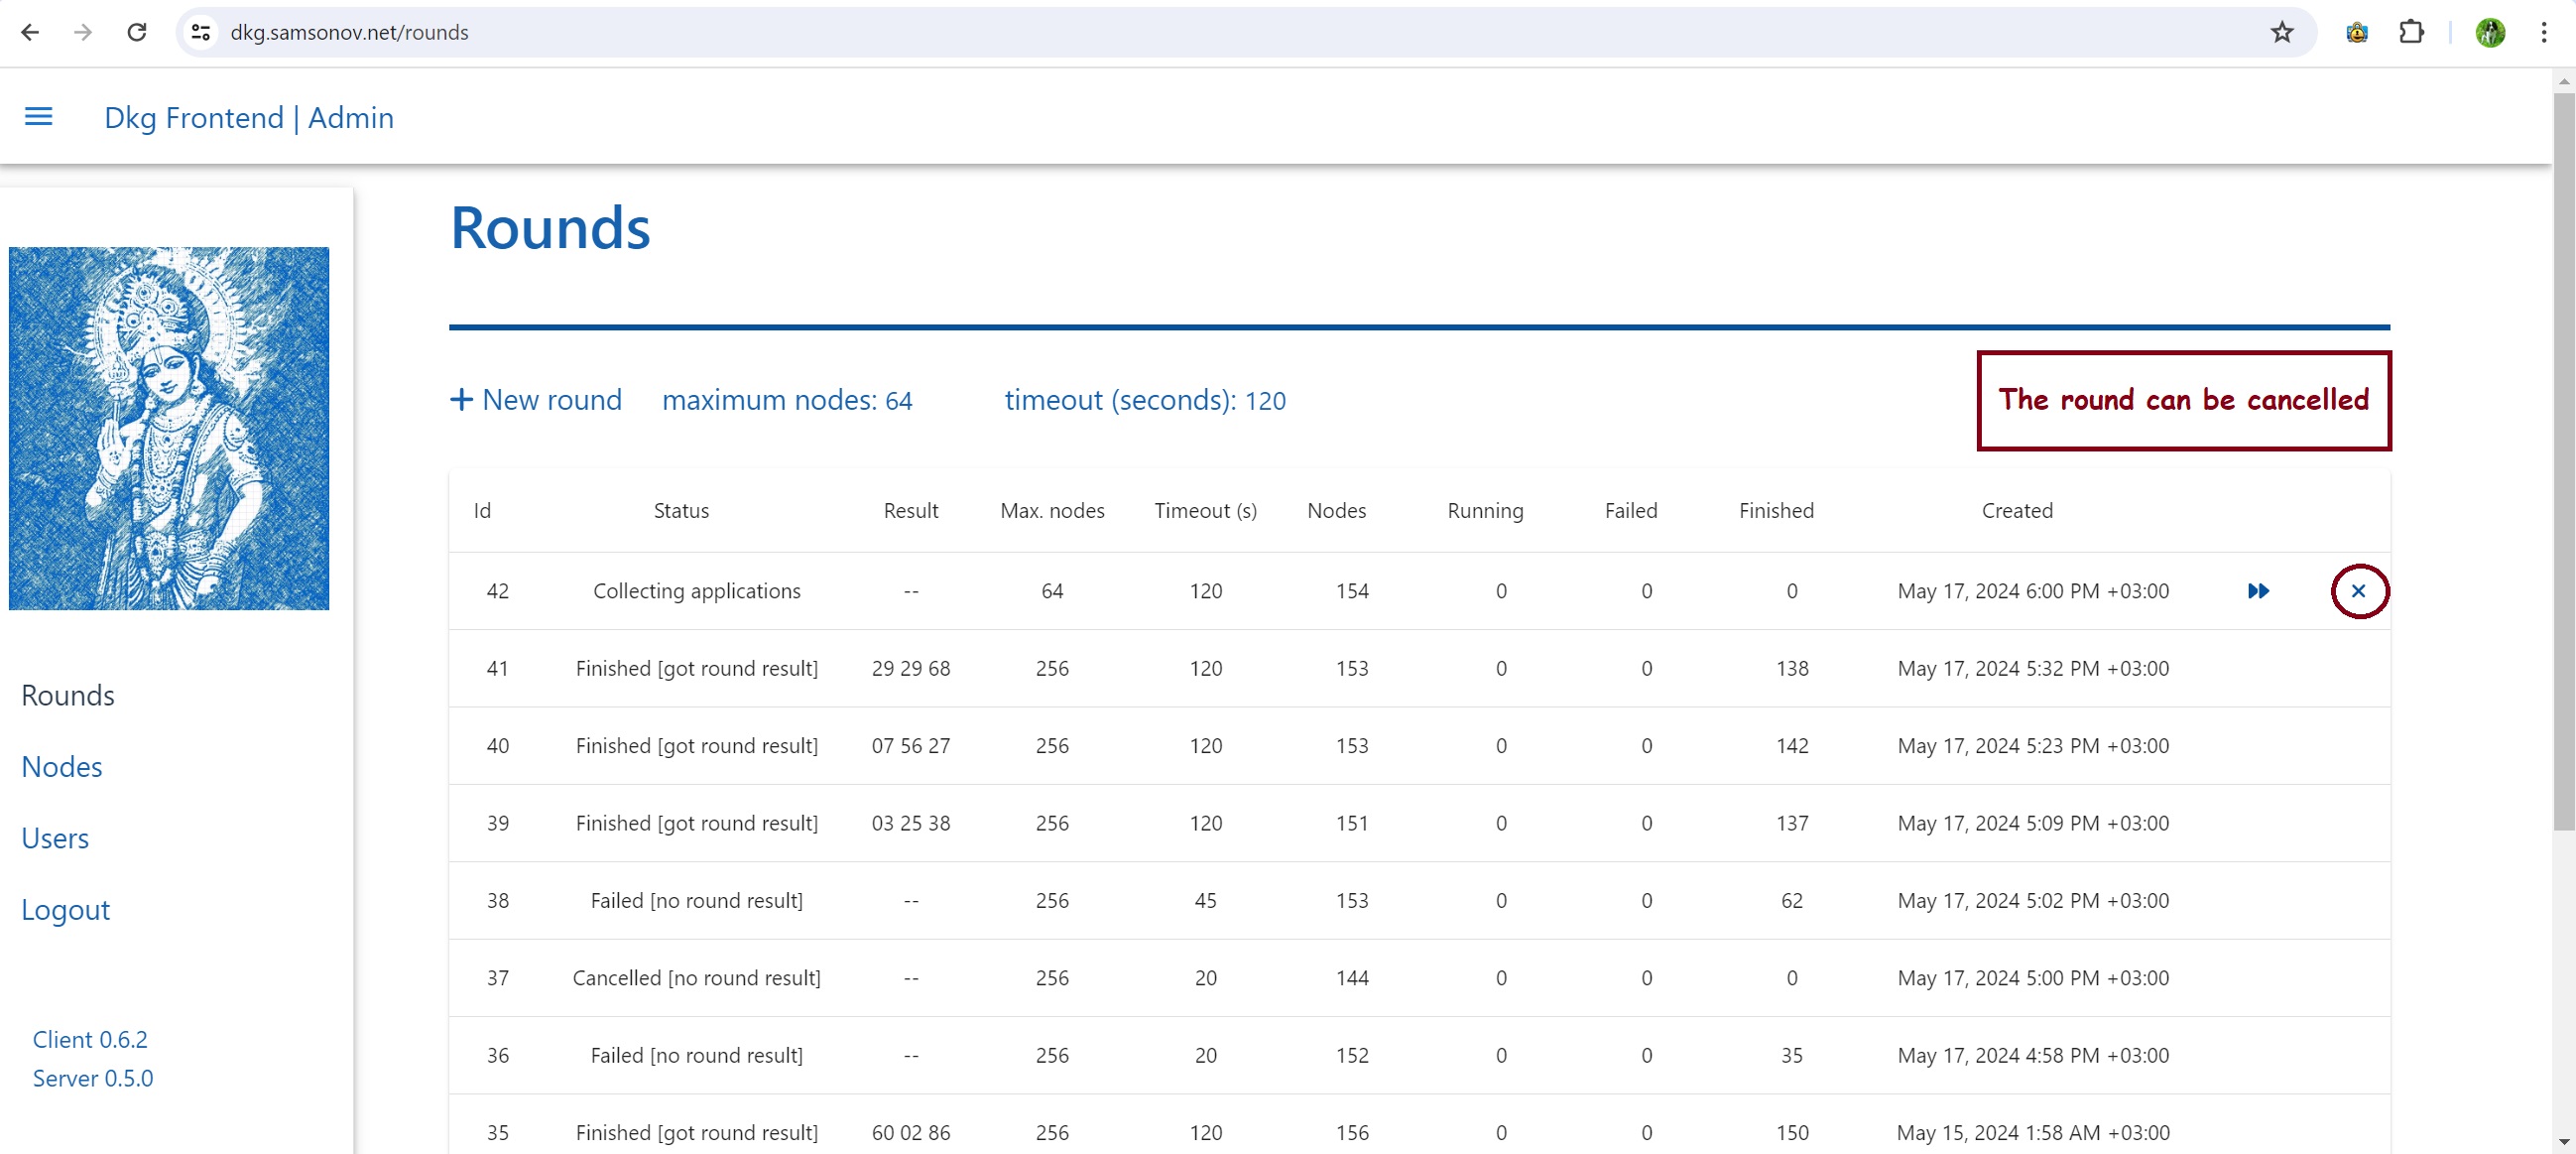 dkg.samsonov.net/rounds
Dkg Frontend | Admin
Rounds
Nodes
Users
Logout
Client 0.6.2
Server 0.5.0
Rounds
New round maximum nodes: 64 timeout (seconds): 120
The round can be cancelled
Id Status Result Max. nodes Timeout (s) Nodes Running Failed Finished Created
42 Collecting applications -- 64 120 154 0 0 0 May 17, 2024 6:00 PM +03:00
41 Finished [got round result] 29 29 68 256 120 153 0 0 138 May 17, 2024 5:32 PM +03:00
40 Finished [got round result] 07 56 27 256 120 153 0 0 142 May 17, 2024 5:23 PM +03:00
39 Finished [got round result] 03 25 38 256 120 151 0 0 137 May 17, 2024 5:09 PM +03:00
38 Failed [no round result] -- 256 45 153 0 0 62 May 17, 2024 5:02 PM +03:00
37 Cancelled [no round result] -- 256 20 144 0 0 0 May 17, 2024 5:00 PM +03:00
36 Failed [no round result] -- 256 20 152 0 0 35 May 17, 2024 4:58 PM +03:00
35 Finished [got round result] 60 02 86 256 120 156 0 0 150 May 15, 2024 1:58 AM +03:00